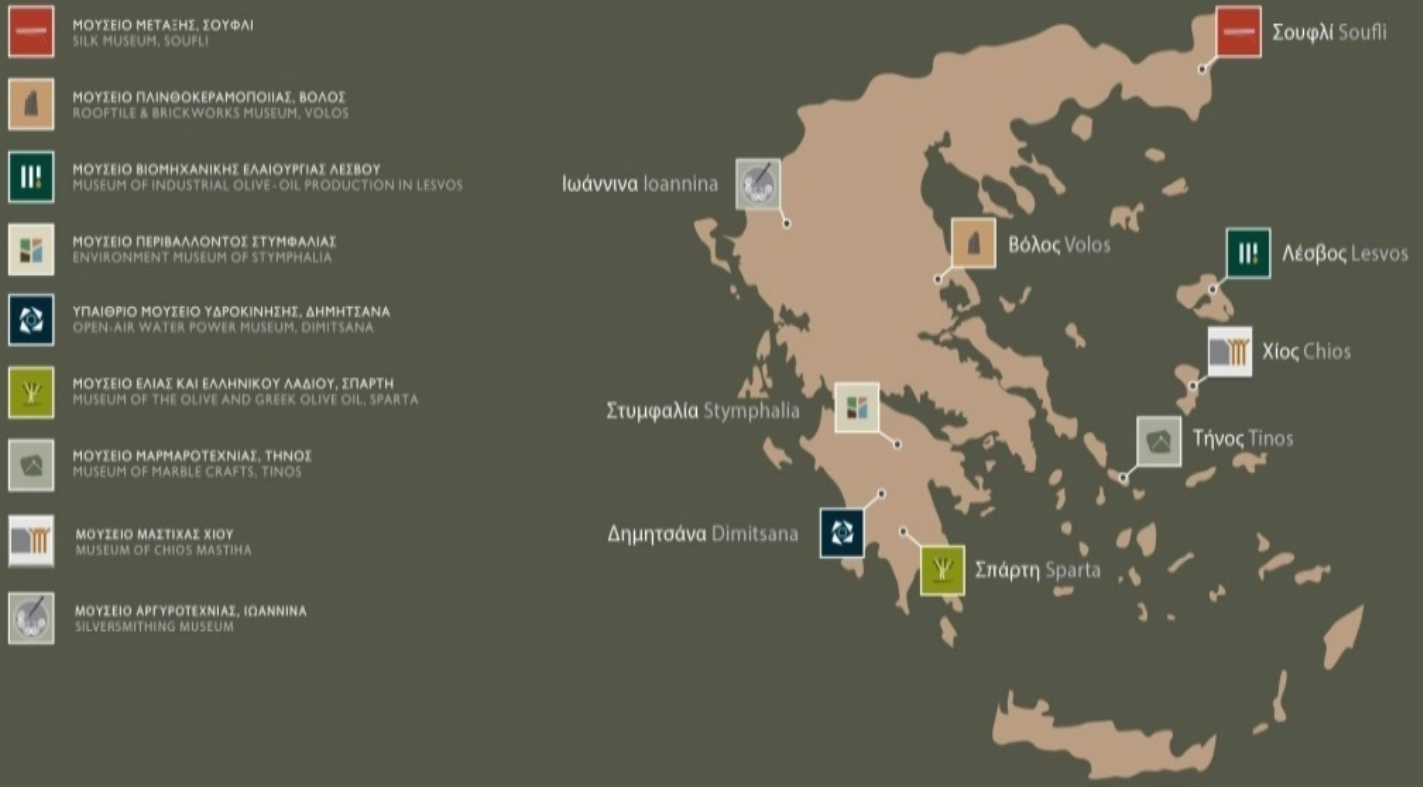 ΜΟΥΣΕΙΟ ΜΕΤΑΞΗΣ, ΣΟΥΦΛΙ
SILK MUSEUM, SOUFLI
ΜΟΥΣΕΙΟ ΠΛΙΝΘΟΚΕΡΑΜΟΠΟΙΙΑΣ, ΒΟΛΟΣ
ROOFTILE & BRICKWORKS MUSEUM, VOLOS
ΜΟΥΣΕΙΟ ΒΙΟΜΗΧΑΝΙΚΗΣ ΕΛΑΙΟΥΡΓΙΑΣ ΛΕΣΒΟΥ
MUSEUM OF INDUSTRIAL OLIVE-OIL PRODUCTION IN LESVOS
ΜΟΥΣΕΙΟ ΠΕΡΙΒΑΛΛΟΝΤΟΣ ΣΤΥΜΦΑΛΙΑΣ
ENVIRONMENT MUSEUM OF STYMPHALIA
ΥΠΑΙΘΡΙΟ ΜΟΥΣΕΙΟ ΥΔΡΟΚΙΝΗΣΗΣ, ΔΗΜΗΤΣΑΝΑ
OPEN-AIR WATER POWER MUSEUM, DIMITSANA
ΜΟΥΣΕΙΟ ΕΛΙΑΣ ΚΑΙ ΕΛΛΗΝΙΚΟΥ ΛΑΔΙΟΥ, ΣΠΑΡΤΗ
MUSEUM OF THE OLIVE AND GREEK OLIVE OIL, SPARTA
ΜΟΥΣΕΙΟ ΜΑΡΜΑΡΟΤΕΧΝΙΑΣ, ΤΗΝΟΣ
MUSEUM OF MARBLE CRAFTS, TINOS
ΜΟΥΣΕΙΟ ΜΑΣΤΙΧΑΣ ΧΙΟΥ
MUSEUM OF CHIOS MASTIHA
ΜΟΥΣΕΙΟ ΑΡΓΥΡΟΤΕΧΝΙΑΣ, ΙΩΑΝΝΙΝΑ
SILVERSMITHING MUSEUM
Σουφλί Soufli
Ιωάννινα Ioannina
Βόλος Volos
Λέσβος Lesvos
Χίος Chios
Στυμφαλία Stymphalia
Τήνος Tinos
Δημητσάνα Dimitsana
Σπάρτη Sparta